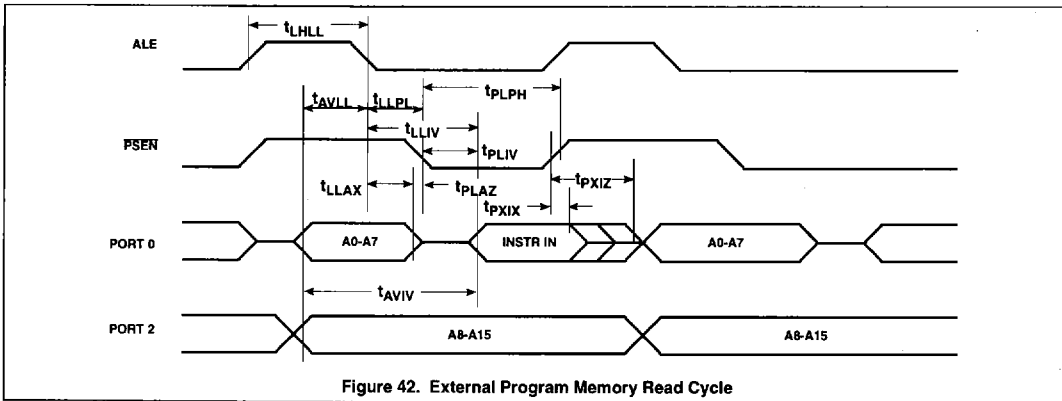 ALE
tLHLL
tAVLL
tLLPL
tPLPH
tLLIV
PSEN
tPLIV
tLLAX
tPLAZ
tPXIZ
tPXIX
PORT 0
A0-A7
INSTR IN
A0-A7
tAVIV
PORT 2
A8-A15
A8-A15
Figure 42. External Program Memory Read Cycle